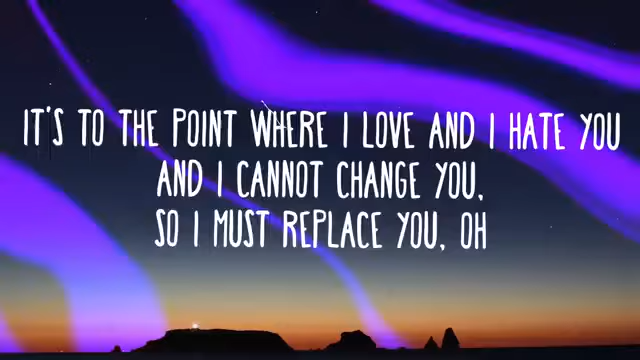 IT'S TO THE POINT WHERE I LOVE AND I HATE YOU
AND I CANNOT CHANGE YOU,
SO I MUST REPLACE YOU, OH